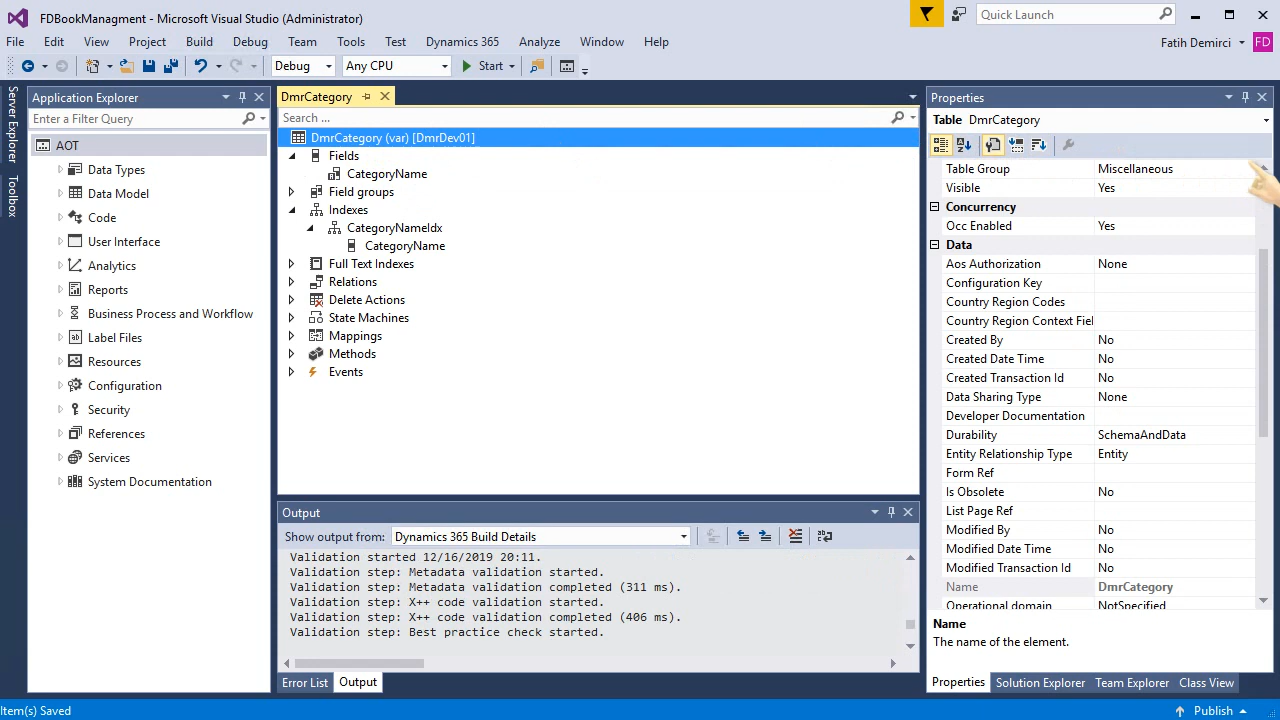 FDBookManagment - Microsoft Visual Studio (Administrator)
Quick Launch
File Edit View Project Build Debug Team Tools Test Dynamics 365 Analyze Window Help
Fatih Demirci
FD
Debug
Any CPU
Start
Server Explorer
Toolbox
Application Explorer
Enter a Filter Query
AOT
Data Types
Data Model
Code
User Interface
Analytics
Reports
Business Process and Workflow
Label Files
Resources
Configuration
Security
References
Services
System Documentation
DmrCategory
Search ...
DmrCategory (var) [DmrDev01]
Fields
CategoryName
Field groups
Indexes
CategoryNameIdx
CategoryName
Full Text Indexes
Relations
Delete Actions
State Machines
Mappings
Methods
Events
Output
Show output from: Dynamics 365 Build Details
Validation started 12/16/2019 20:11.
Validation step: Metadata validation started.
Validation step: Metadata validation completed (311 ms).
Validation step: X++ code validation started.
Validation step: X++ code validation completed (406 ms).
Validation step: Best practice check started.
Error List Output
Properties
Table DmrCategory
Table Group Miscellaneous
Visible Yes
Concurrency
Occ Enabled Yes
Data
Aos Authorization None
Configuration Key
Country Region Codes
Country Region Context Fiel
Created By No
Created Date Time No
Created Transaction Id No
Data Sharing Type None
Developer Documentation
Durability SchemaAndData
Entity Relationship Type Entity
Form Ref
Is Obsolete No
List Page Ref
Modified By No
Modified Date Time No
Modified Transaction Id No
Name DmrCategory
Operational domain NotSpecified
Name
The name of the element.
Properties Solution Explorer Team Explorer Class View
Item(s) Saved
Publish